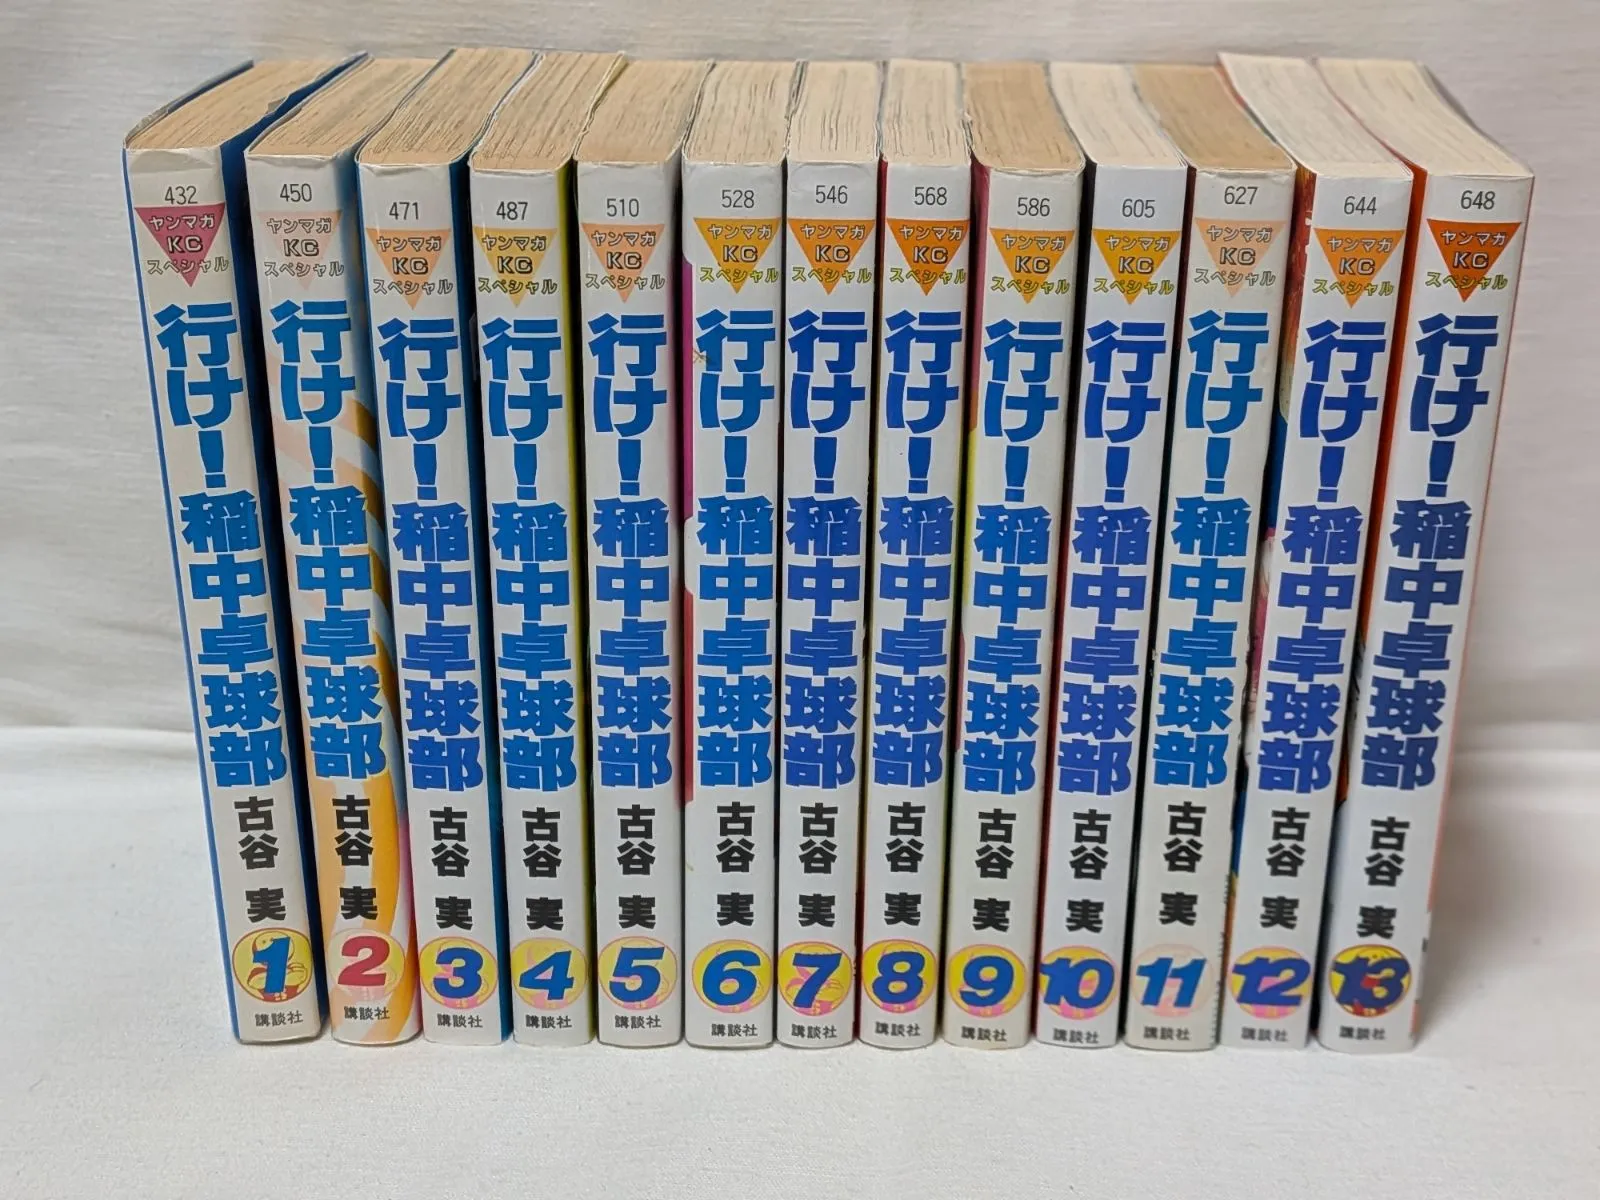 432
ヤンマガ
KC
スペシャル
行け!稲中卓球部
古谷 実
1
講談社
450
ヤンマガ
KC
スペシャル
行け!稲中卓球部
古谷 実
2
講談社
471
ヤンマガ
KC
スペシャル
行け!稲中卓球部
古谷 実
3
講談社
487
ヤンマガ
KC
スペシャル
行け!稲中卓球部
古谷 実
4
講談社
510
ヤンマガ
KC
スペシャル
行け!稲中卓球部
古谷 実
5
講談社
528
ヤンマガ
KC
スペシャル
行け!稲中卓球部
古谷 実
6
講談社
546
ヤンマガ
KC
スペシャル
行け!稲中卓球部
古谷 実
7
講談社
568
ヤンマガ
KC
スペシャル
行け!稲中卓球部
古谷 実
8
講談社
586
ヤンマガ
KC
スペシャル
行け!稲中卓球部
古谷 実
9
講談社
605
ヤンマガ
KC
スペシャル
行け!稲中卓球部
古谷 実
10
講談社
627
ヤンマガ
KC
スペシャル
行け!稲中卓球部
古谷 実
11
講談社
644
ヤンマガ
KC
スペシャル
行け!稲中卓球部
古谷 実
12
講談社
648
ヤンマガ
KC
スペシャル
行け!稲中卓球部
古谷 実
13
講談社